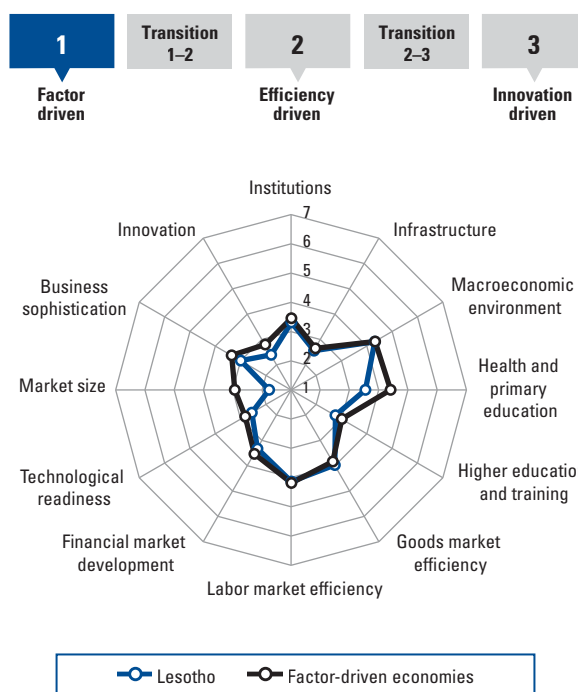 1
Transition
1–2
2
Transition
2–3
3
Factor
driven
Efficiency
driven
Innovation
driven
Institutions
7
Innovation
Infrastructure
6
Business
sophistication
5
Macroeconomic
environment
4
3
Market size
2
1
Health and
primary
education
Technological
readiness
Higher educatio
and training
Financial market
development
Goods market
efficiency
Labor market efficiency
Lesotho
Factor-driven economies